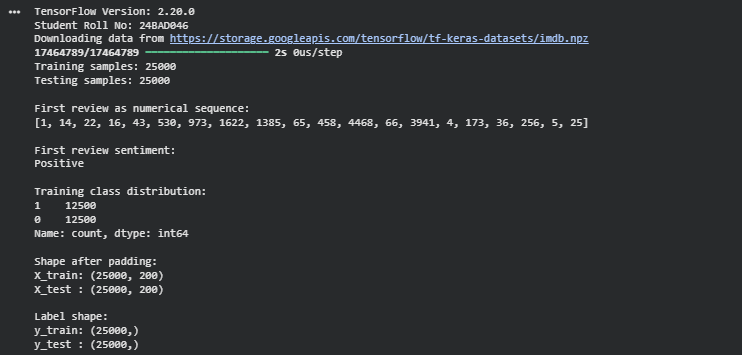 TensorFlow Version: 2.20.0
Student Roll No: 24BAD046
Downloading data from https://storage.googleapis.com/tensorflow/tf-keras-datasets/imdb.npz
17464789/17464789 ━━━━━━━━━━━━━━━━━━━━ 2s 0us/step
Training samples: 25000
Testing samples: 25000
First review as numerical sequence:
[1, 14, 22, 16, 43, 530, 973, 1622, 1385, 65, 458, 4468, 66, 3941, 4, 173, 36, 256, 5, 25]
First review sentiment:
Positive
Training class distribution:
1    12500
0    12500
Name: count, dtype: int64
Shape after padding:
X_train: (25000, 200)
X_test : (25000, 200)
Label shape:
y_train: (25000,)
y_test : (25000,)